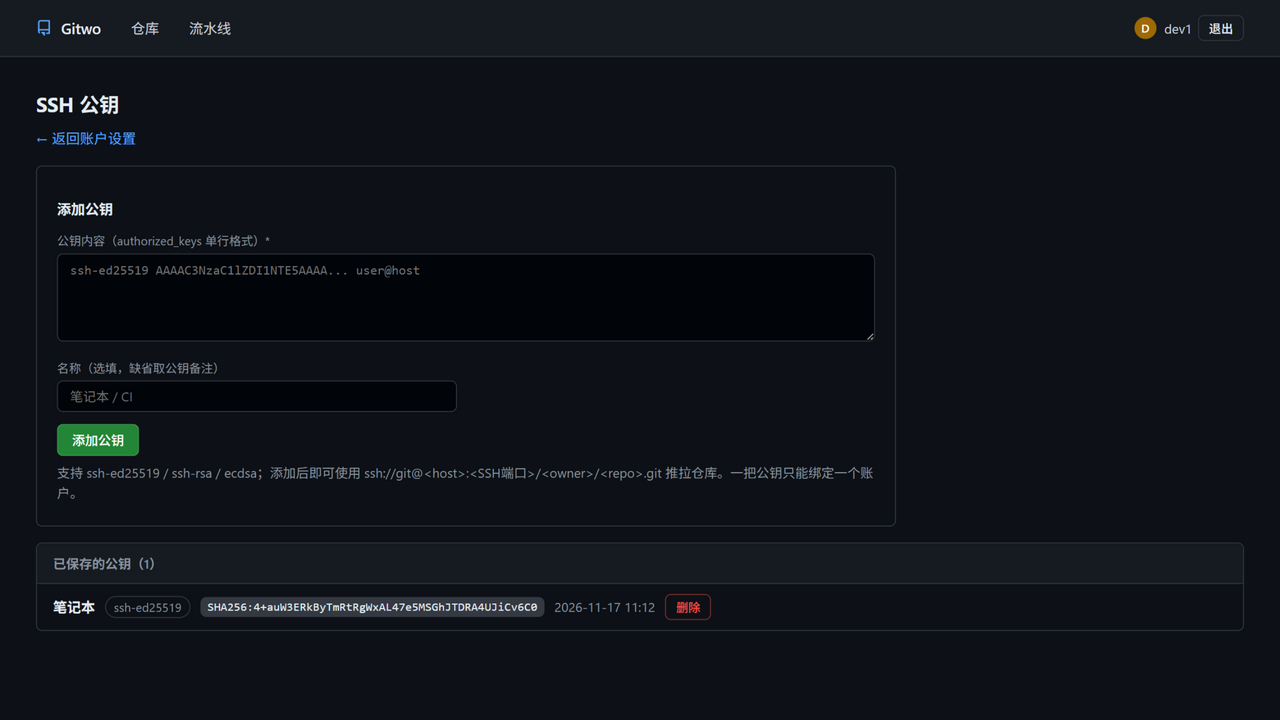 Gitwo 仓库 流水线 D dev1 退出
SSH 公钥
← 返回账户设置
添加公钥
公钥内容（authorized_keys 单行格式）*
ssh-ed25519 AAAAC3NzaC1lZDI1NTE5AAAA... user@host
名称（选填，缺省取公钥备注）
笔记本 / CI
添加公钥
支持 ssh-ed25519 / ssh-rsa / ecdsa；添加后即可使用 ssh://git@<host>:<SSH端口>/<owner>/<repo>.git 推拉仓库。一把公钥只能绑定一个账
户。
已保存的公钥（1）
笔记本 ssh-ed25519 SHA256:4+auW3ERkByTmRtRgWxAL47e5MSGhJTDRA4UJiCv6C0 2026-11-17 11:12 删除